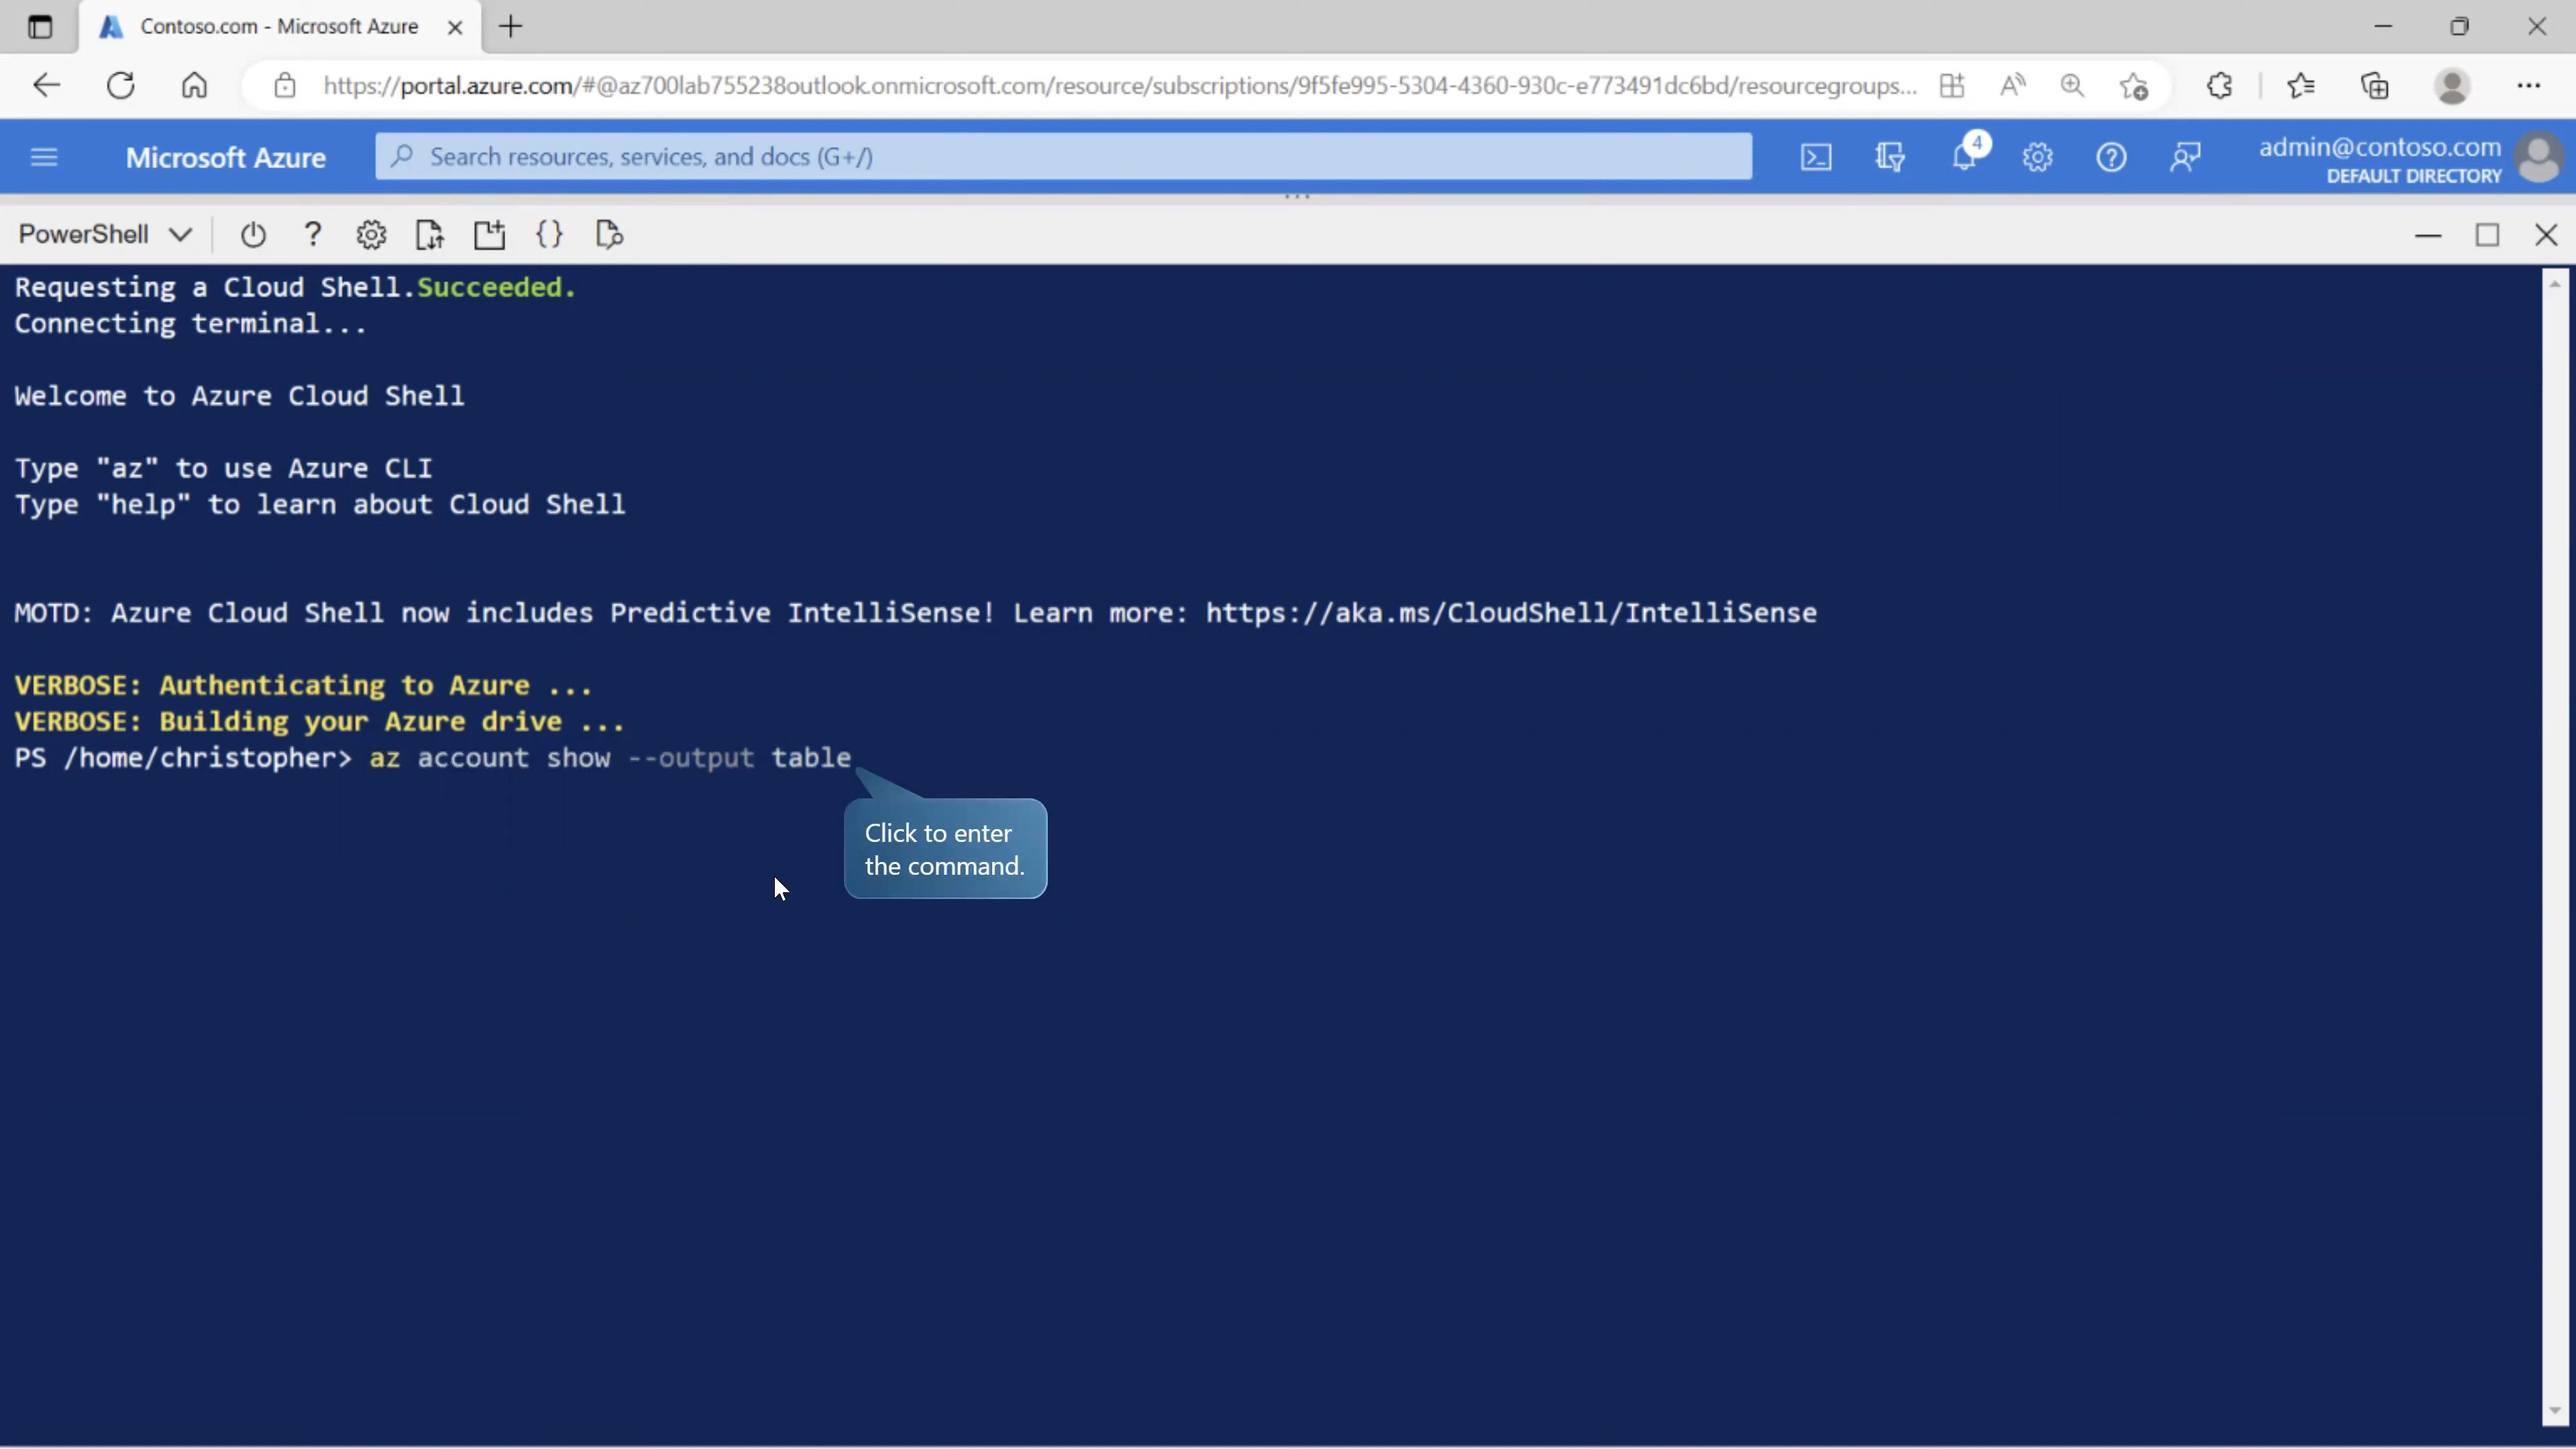 Contoso.com - Microsoft Azure
https://portal.azure.com/#@az700lab755238outlook.onmicrosoft.com/resource/subscriptions/9f5fe995-5304-4360-930c-e773491dc6bd/resourcegroups...
Microsoft Azure
Search resources, services, and docs (G+/)
4
admin@contoso.com
DEFAULT DIRECTORY
PowerShell
Requesting a Cloud Shell.Succeeded.
Connecting terminal...
Welcome to Azure Cloud Shell
Type "az" to use Azure CLI
Type "help" to learn about Cloud Shell
MOTD: Azure Cloud Shell now includes Predictive IntelliSense! Learn more: https://aka.ms/CloudShell/IntelliSense
VERBOSE: Authenticating to Azure ...
VERBOSE: Building your Azure drive ...
PS /home/christopher> az account show --output table
Click to enter
the command.